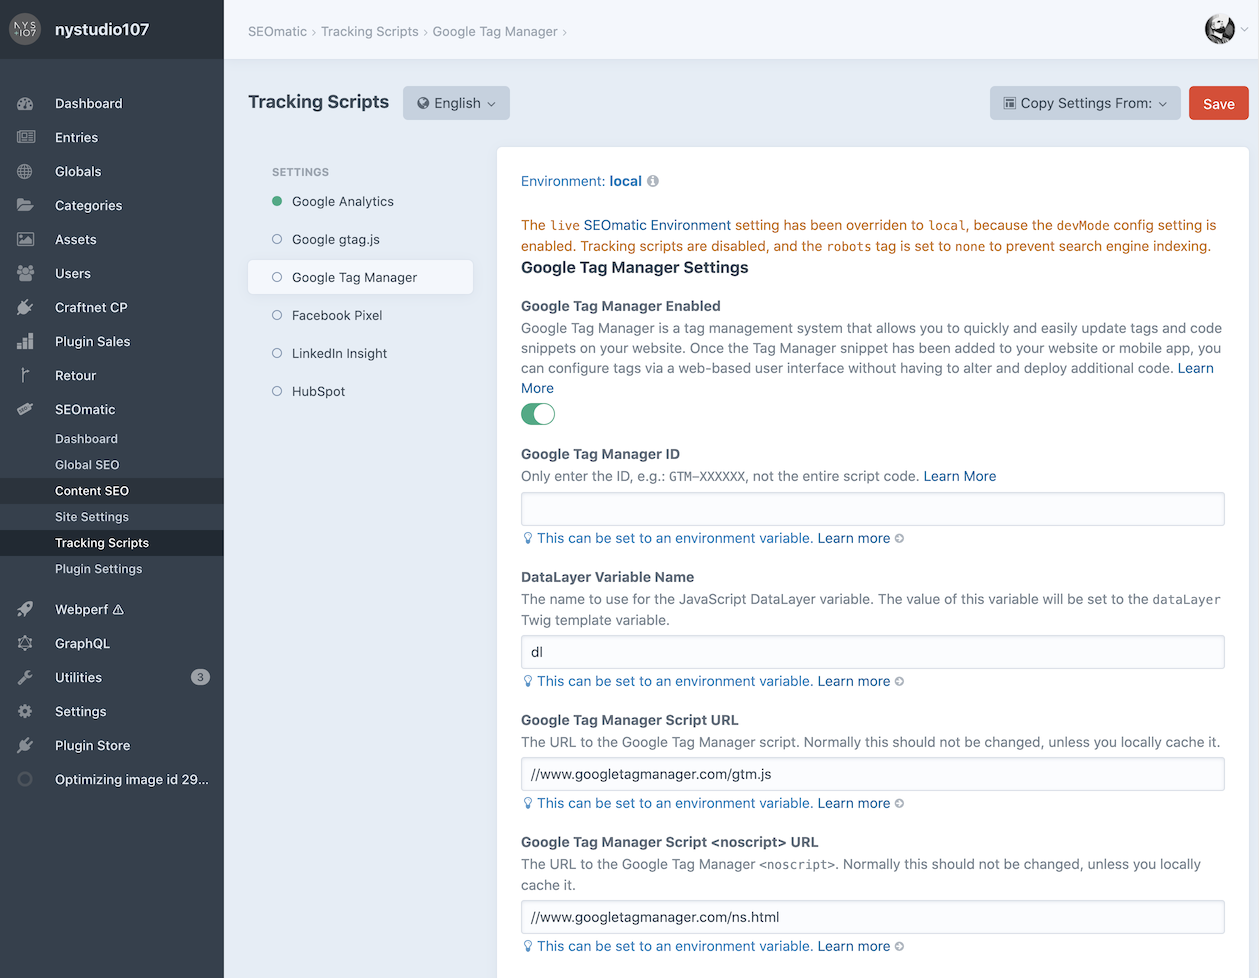 NYS
+107
nystudio107
SEOmatic › Tracking Scripts › Google Tag Manager ›
Dashboard
Entries
Globals
Categories
Assets
Users
Craftnet CP
Plugin Sales
Retour
SEOmatic
Dashboard
Global SEO
Content SEO
Site Settings
Tracking Scripts
Plugin Settings
Webperf ⚠
GraphQL
Utilities 3
Settings
Plugin Store
Optimizing image id 29...
Tracking Scripts
English
Copy Settings From:
Save
SETTINGS
Google Analytics
Google gtag.js
Google Tag Manager
Facebook Pixel
LinkedIn Insight
HubSpot
Environment: local
The live SEOmatic Environment setting has been overriden to local, because the devMode config setting is
enabled. Tracking scripts are disabled, and the robots tag is set to none to prevent search engine indexing.
Google Tag Manager Settings
Google Tag Manager Enabled
Google Tag Manager is a tag management system that allows you to quickly and easily update tags and code
snippets on your website. Once the Tag Manager snippet has been added to your website or mobile app, you
can configure tags via a web-based user interface without having to alter and deploy additional code. Learn
More
Google Tag Manager ID
Only enter the ID, e.g.: GTM-XXXXXX, not the entire script code. Learn More
This can be set to an environment variable. Learn more
DataLayer Variable Name
The name to use for the JavaScript DataLayer variable. The value of this variable will be set to the dataLayer
Twig template variable.
dl
This can be set to an environment variable. Learn more
Google Tag Manager Script URL
The URL to the Google Tag Manager script. Normally this should not be changed, unless you locally cache it.
//www.googletagmanager.com/gtm.js
This can be set to an environment variable. Learn more
Google Tag Manager Script <noscript> URL
The URL to the Google Tag Manager <noscript>. Normally this should not be changed, unless you locally
cache it.
//www.googletagmanager.com/ns.html
This can be set to an environment variable. Learn more